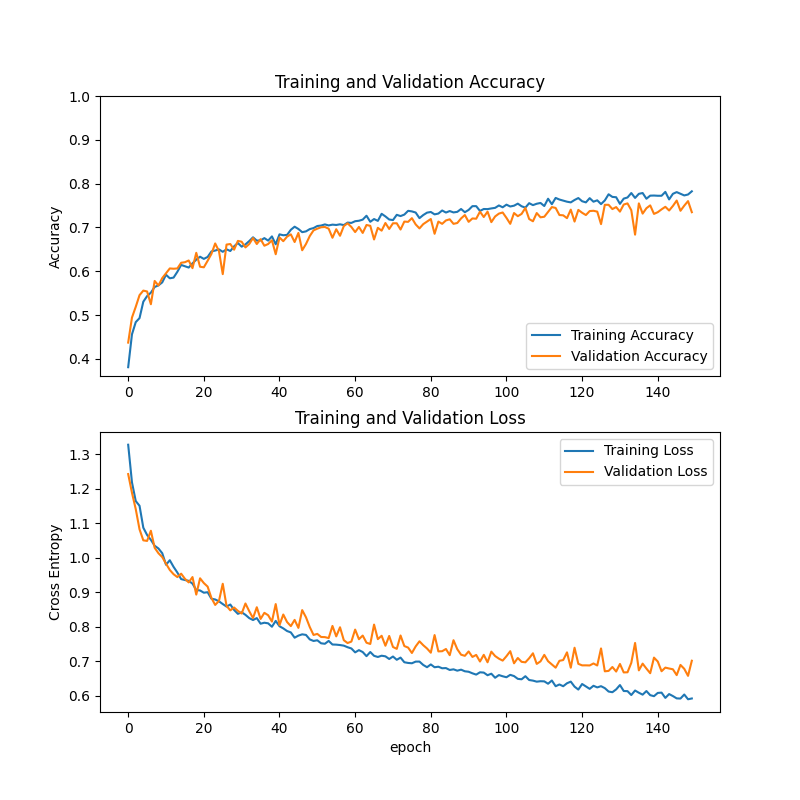 Training and Validation Accuracy
Accuracy
1.0
0.9
0.8
0.7
0.6
0.5
0.4
Training Accuracy
Validation Accuracy
0 20 40 60 80 100 120 140
Training and Validation Loss
Cross Entropy
1.3
1.2
1.1
1.0
0.9
0.8
0.7
0.6
Training Loss
Validation Loss
0 20 40 60 80 100 120 140
epoch